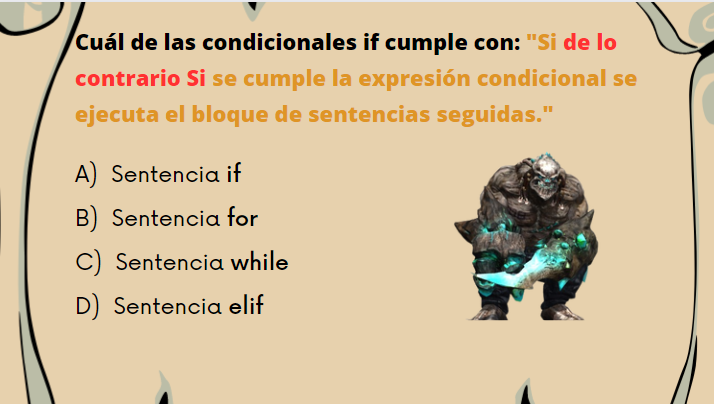 Cuál de las condicionales if cumple con: "Si de lo
contrario Si se cumple la expresión condicional se
ejecuta el bloque de sentencias seguidas."
A) Sentencia if
B) Sentencia for
C) Sentencia while
D) Sentencia elif